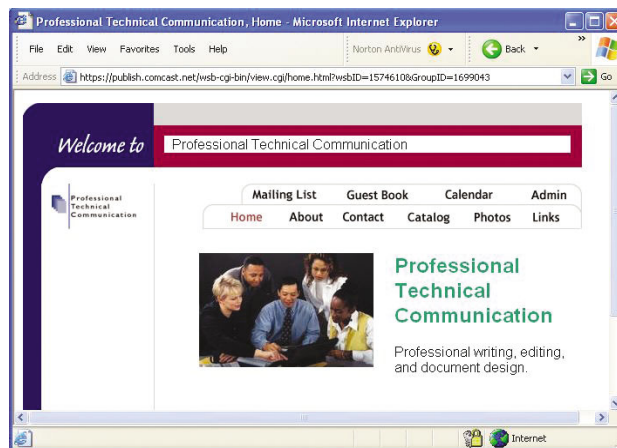 Professional Technical Communication, Home - Microsoft Internet Explorer
File Edit View Favorites Tools Help Norton AntiVirus Back »
Address https://publish.comcast.net/wsb-cgi-bin/view.cgi/home.html?wsbID=1574610&GroupID=1699043 Go
Welcome to Professional Technical Communication
Professional
Technical
Communication
Mailing List Guest Book Calendar Admin
Home About Contact Catalog Photos Links
Professional
Technical
Communication
Professional writing, editing,
and document design.
Internet